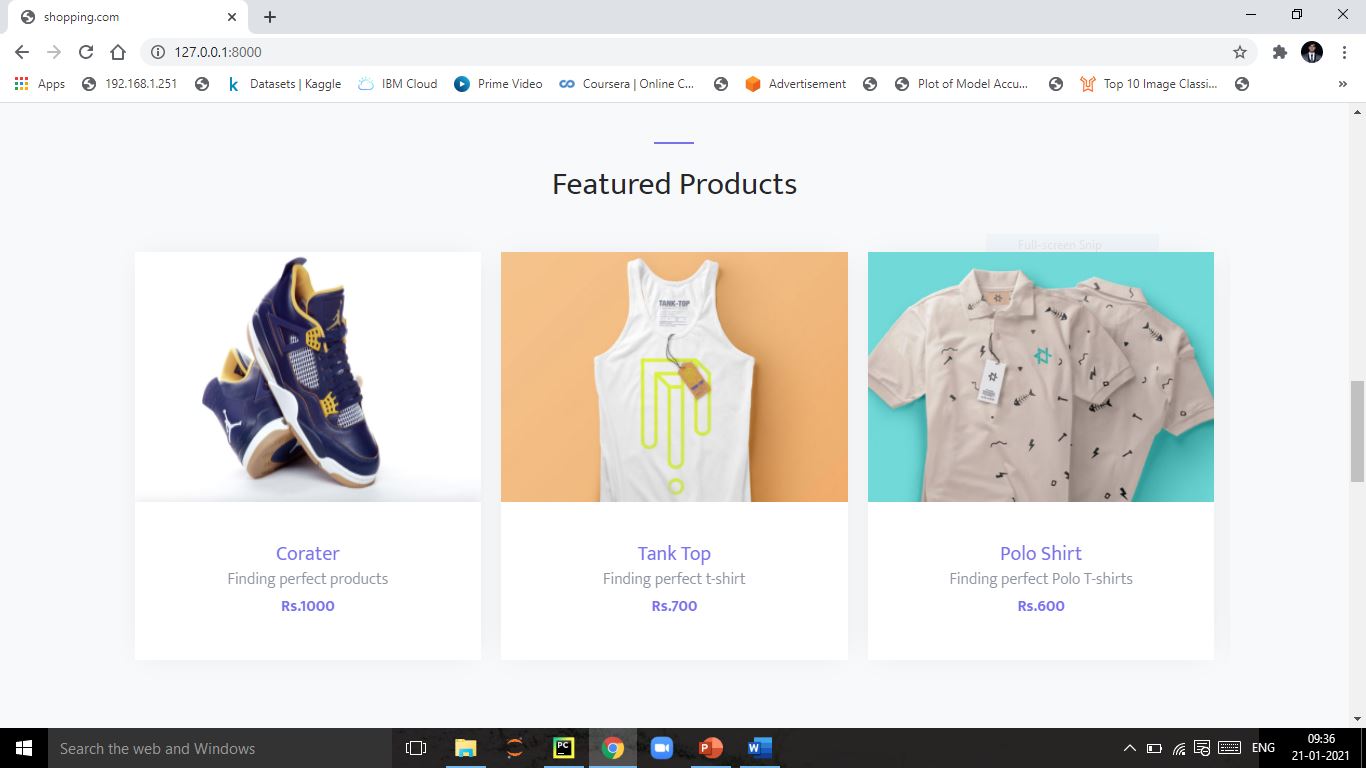 shopping.com
127.0.0.1:8000
Apps
192.168.1.251
Datasets | Kaggle
IBM Cloud
Prime Video
Coursera | Online C...
Advertisement
Plot of Model Accu...
Top 10 Image Classi...
»
Featured Products
Full-screen Snip
TANK-TOP
Corater
Finding perfect products
Rs.1000
Tank Top
Finding perfect t-shirt
Rs.700
Polo Shirt
Finding perfect Polo T-shirts
Rs.600
Search the web and Windows
PC
ENG
09:36
21-01-2021